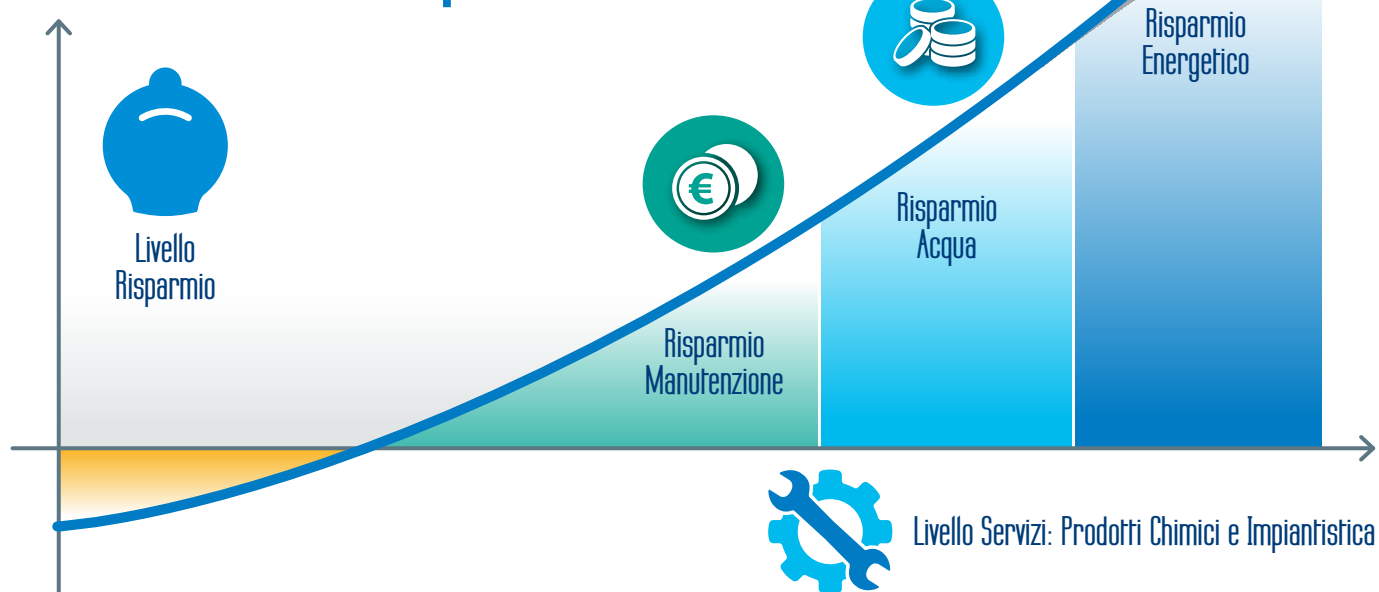 Risparmio
Energetico
Livello
Risparmio
€
Risparmio
Acqua
Risparmio
Manutenzione
Livello Servizi: Prodotti Chimici e Impiantistica